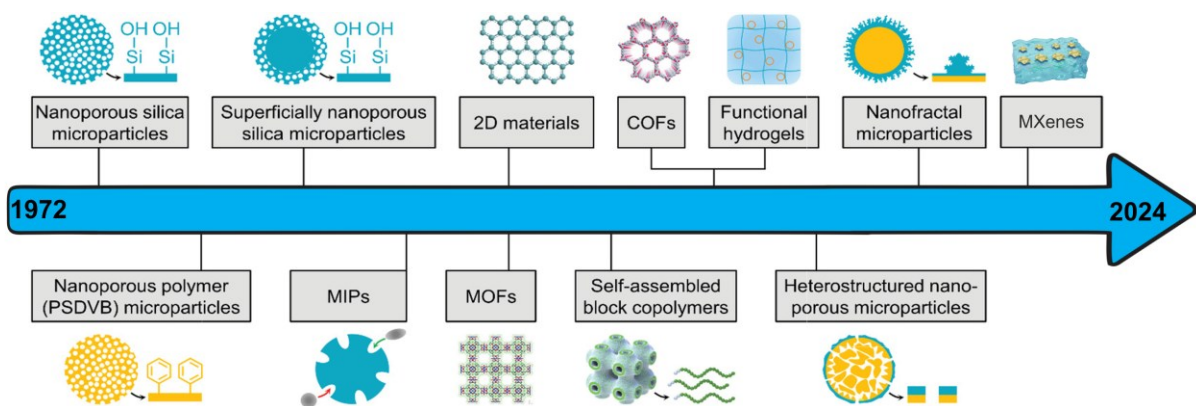 OH OH
Si Si
Nanoporous silica
microparticles
OH OH
Si Si
Superficially nanoporous
silica microparticles
2D materials
COFs
Functional
hydrogels
Nanofractal
microparticles
MXenes
1972
2024
Nanoporous polymer
(PSDVB) microparticles
MIPs
MOFs
Self-assembled
block copolymers
Heterostructured nano-
porous microparticles